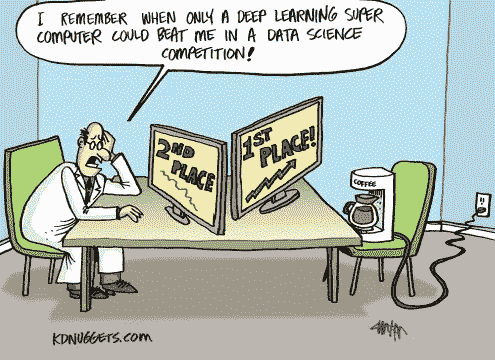 I REMEMBER WHEN ONLY A DEEP LEARNING SUPER
COMPUTER COULD BEAT ME IN A DATA SCIENCE
COMPETITION!
2ND
PLACE
1ST
PLACE!
COFFEE
KDNUGGETS.COM